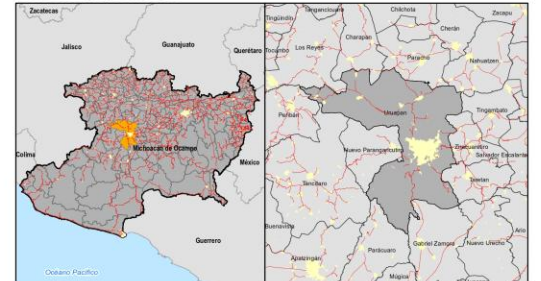 Zacatecas
Jalisco
Guanajuato
Querétaro
Colima
Michoacán de Ocampo
México
Guerrero
Océano Pacífico
Tangancícuaro
Chilchota
Zacapu
Tingüindín
Cherán
Charapan
Tocumbo
Los Reyes
Paracho
Nahuatzen
Peribán
Uruapan
Tingambato
Nuevo Parangaricutiro
Ziracuaretiro
Salvador Escalante
Tancítaro
Taretan
Buenavista
Ario
Gabriel Zamora
Nuevo Urecho
Parácuaro
Apatzingán
Múgica